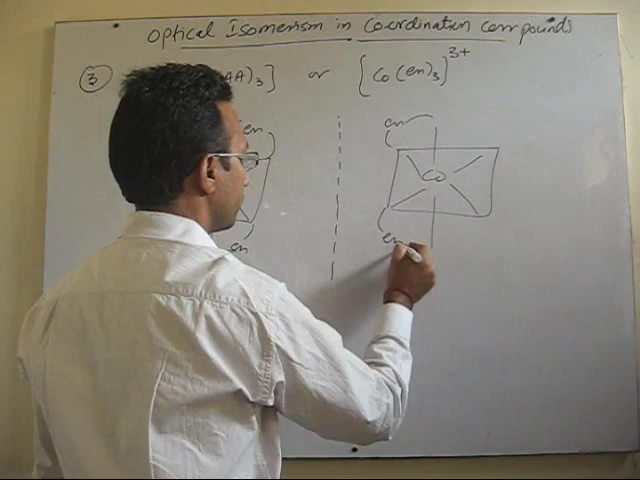 Optical Isomerism in Coordination compounds
3 AA)3] or [Co(en)3]3+
en en
Co
en en